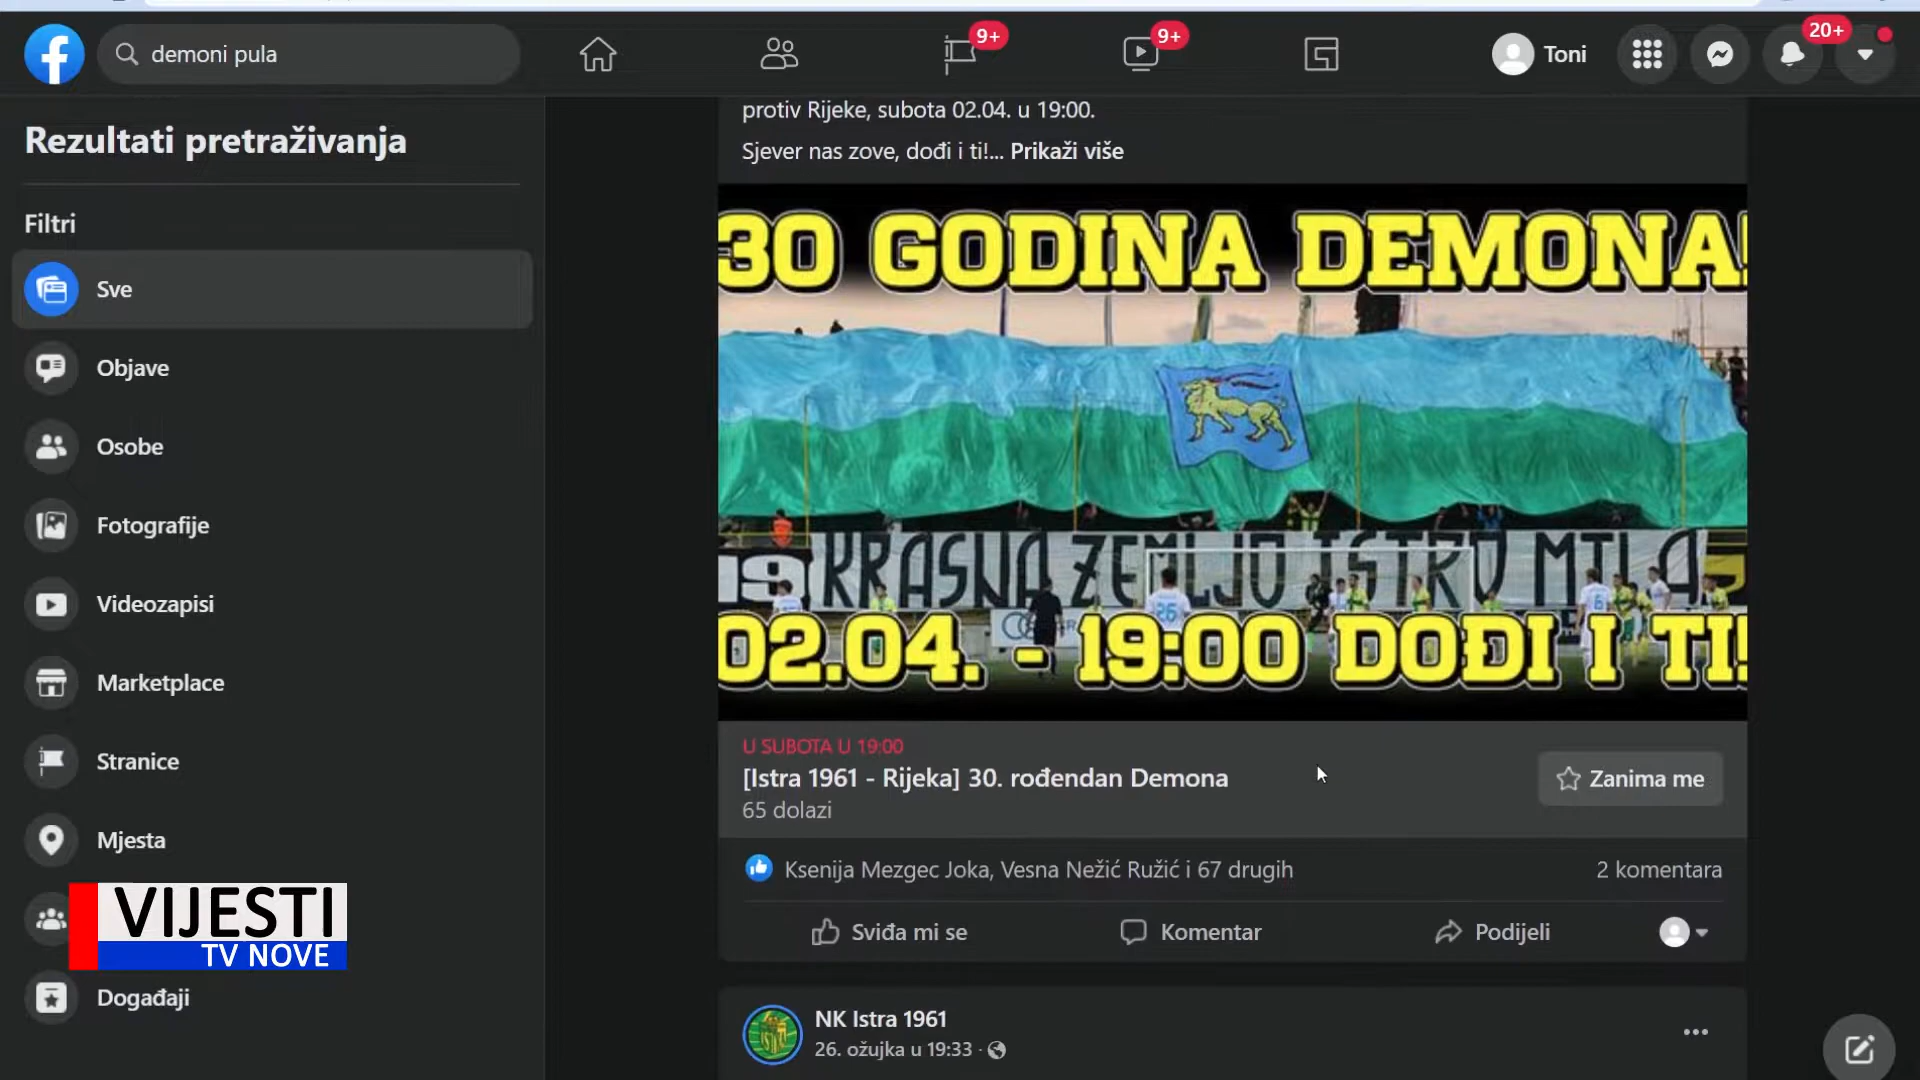 demoni pula
9+
9+
Toni
20+
Rezultati pretraživanja
Filtri
Sve
Objave
Osobe
Fotografije
Videozapisi
Marketplace
Stranice
Mjesta
Događaji
VIJESTI
TV NOVE
protiv Rijeke, subota 02.04. u 19:00.
Sjever nas zove, dođi i ti!... Prikaži više
30 GODINA DEMONA!
19 KRASNA ZEMLJO ISTRO MILA
26
6
02.04. - 19:00 DOĐI I TI!
U SUBOTA U 19:00
[Istra 1961 - Rijeka] 30. rođendan Demona
65 dolazi
Zanima me
Ksenija Mezgec Joka, Vesna Nežić Ružić i 67 drugih
2 komentara
Sviđa mi se
Komentar
Podijeli
NK Istra 1961
26. ožujka u 19:33 ·